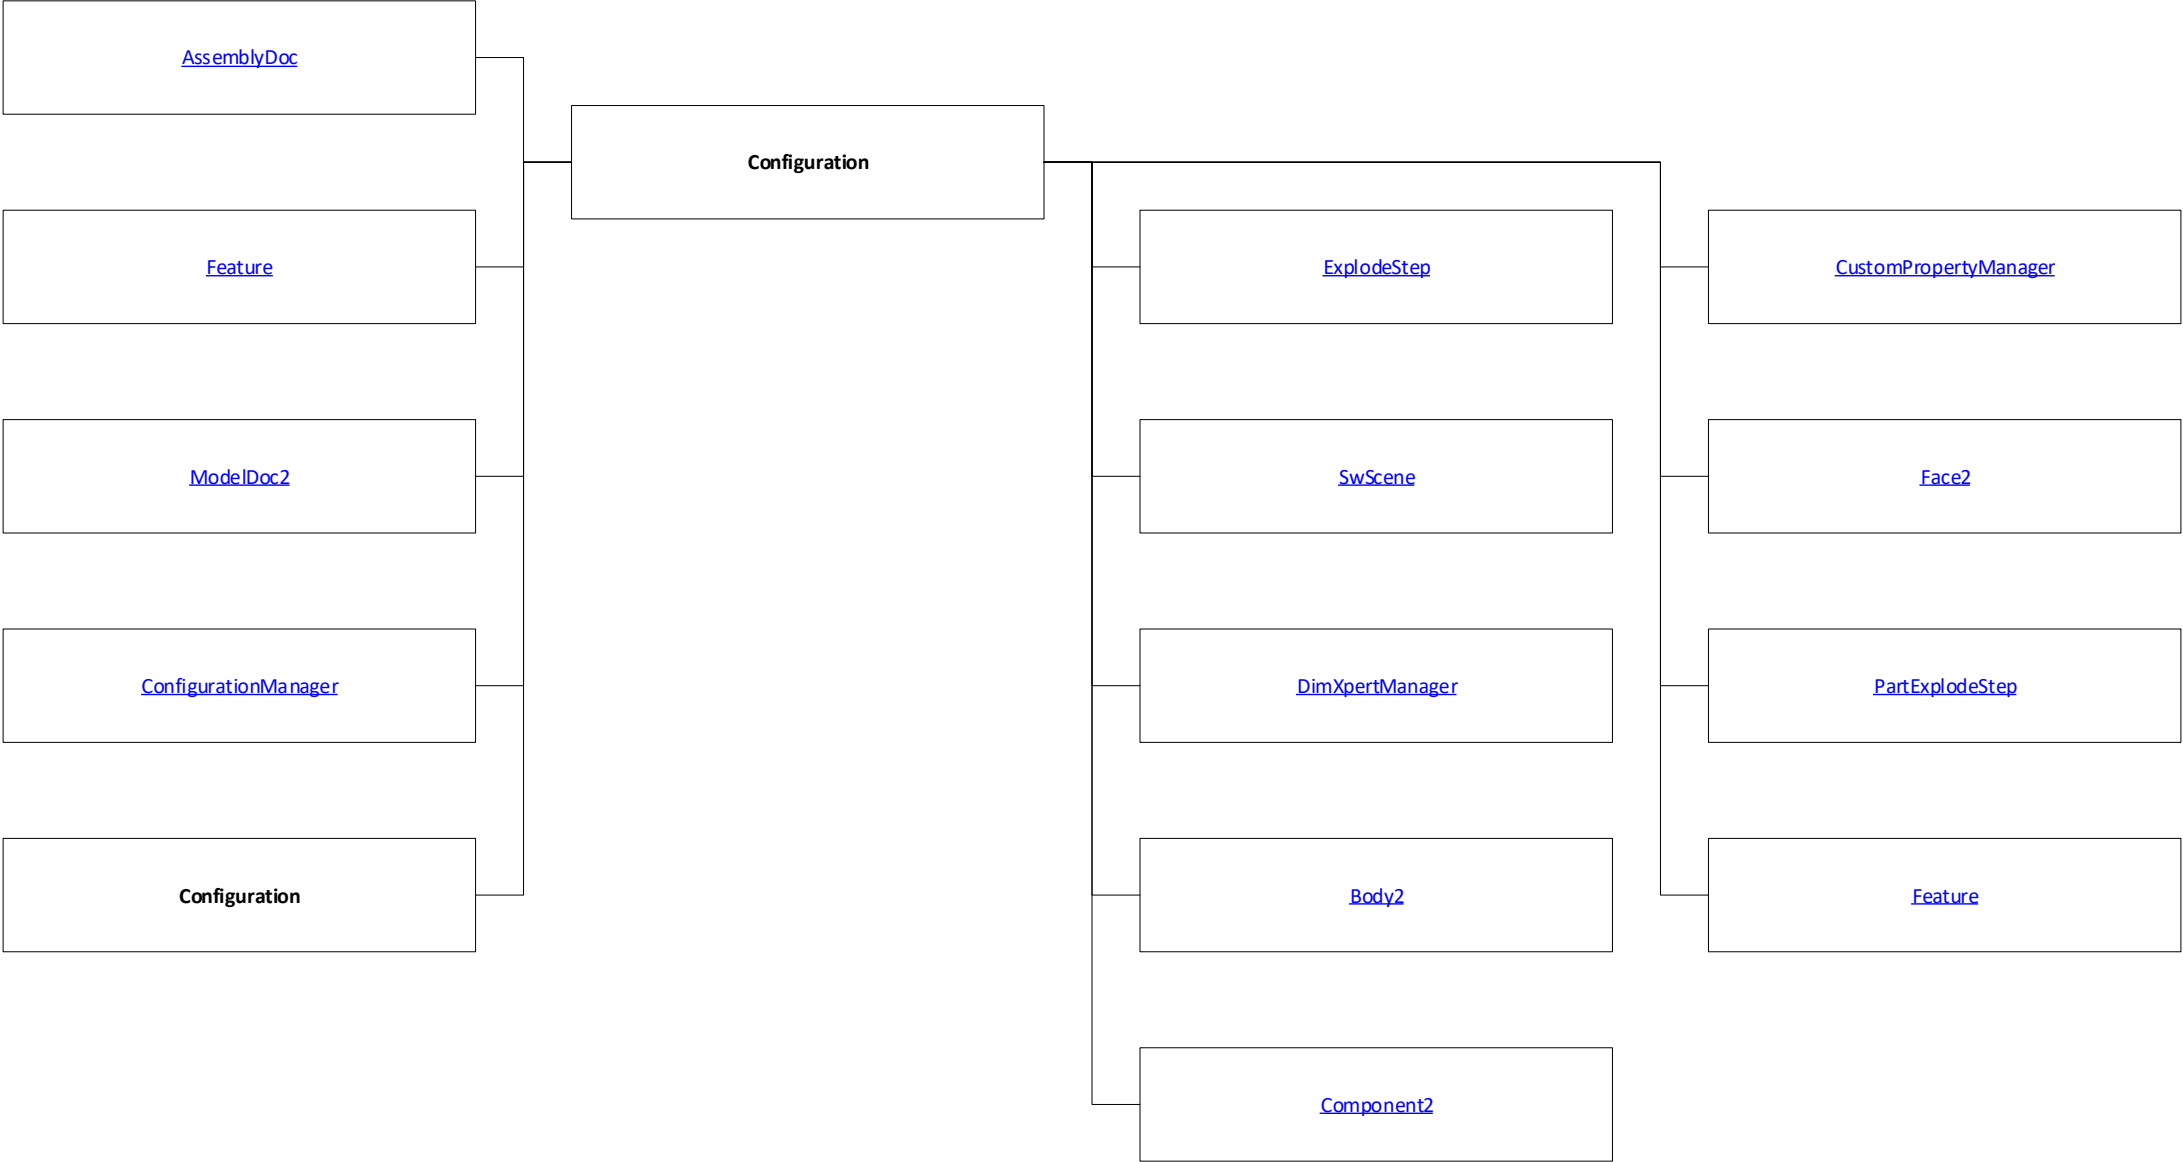 AssemblyDoc
Configuration
Feature
ExplodeStep
CustomPropertyManager
ModelDoc2
SwScene
Face2
ConfigurationManager
DimXpertManager
PartExplodeStep
Configuration
Body2
Feature
Component2